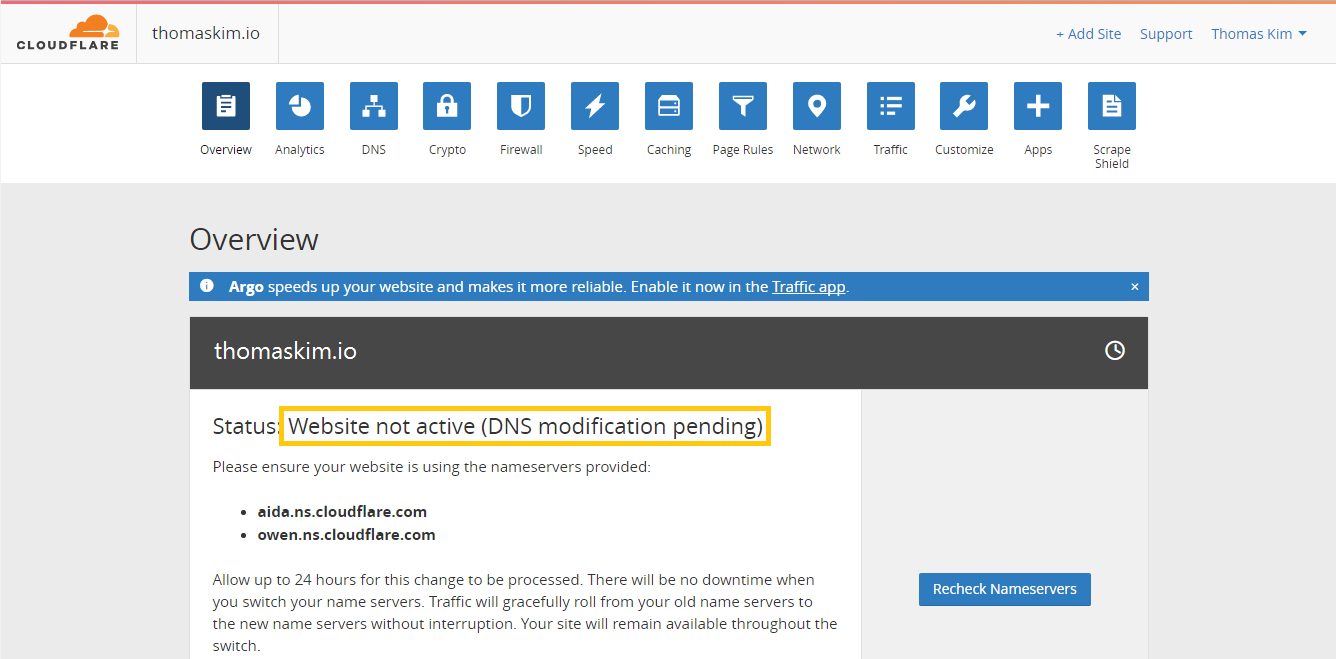 CLOUDFLARE
thomaskim.io
+ Add Site
Support
Thomas Kim
Overview
Analytics
DNS
Crypto
Firewall
Speed
Caching
Page Rules
Network
Traffic
Customize
Apps
Scrape
Shield
Overview
Argo speeds up your website and makes it more reliable. Enable it now in the Traffic app.
×
thomaskim.io
Status: Website not active (DNS modification pending)
Please ensure your website is using the nameservers provided:
• aida.ns.cloudflare.com
• owen.ns.cloudflare.com
Allow up to 24 hours for this change to be processed. There will be no downtime when
you switch your name servers. Traffic will gracefully roll from your old name servers to
the new name servers without interruption. Your site will remain available throughout the
switch.
Recheck Nameservers